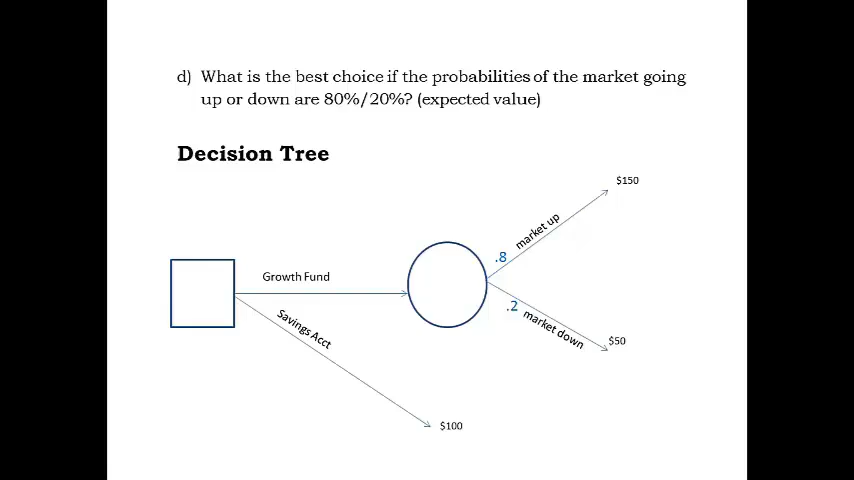 d) What is the best choice if the probabilities of the market going
up or down are 80%/20%? (expected value)
Decision Tree
$150
market up
.8
Growth Fund
.2
market down
$50
Savings Acct
$100